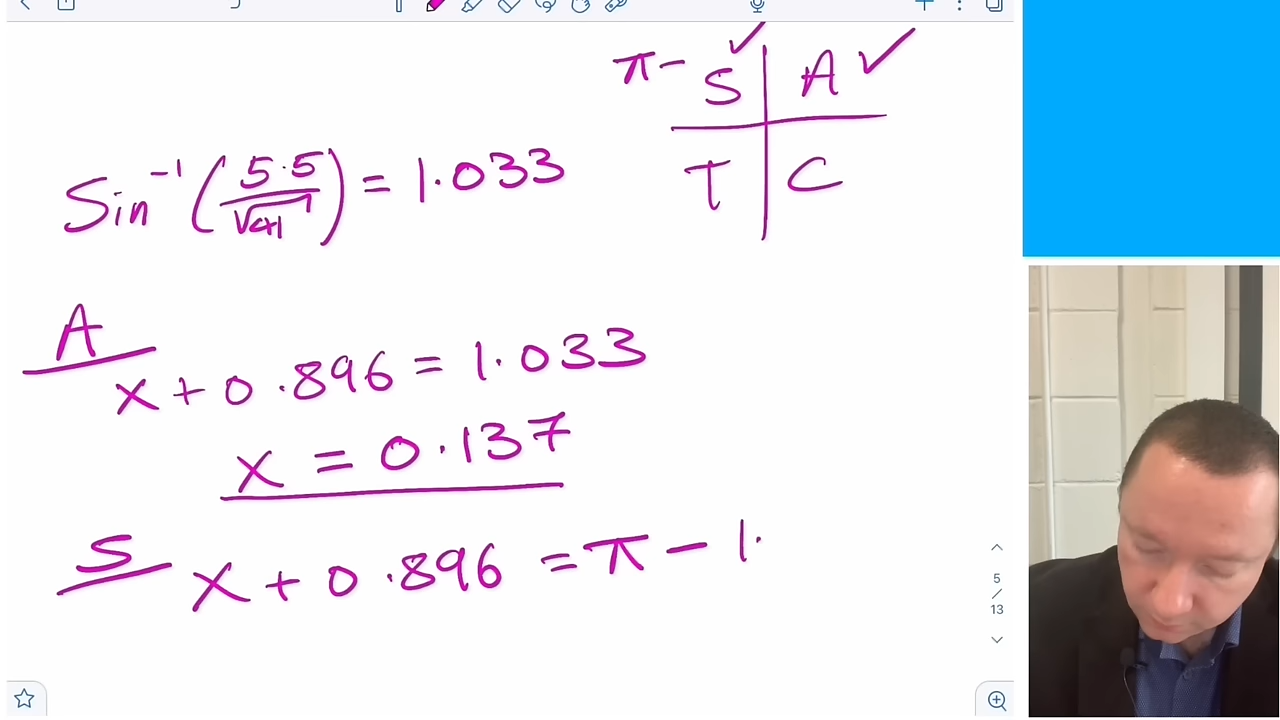 π- S ✓ A ✓
T C
Sin⁻¹(5.5/√41) = 1.033
A
x + 0.896 = 1.033
x = 0.137
S x + 0.896 = π - 1.
5
/
13